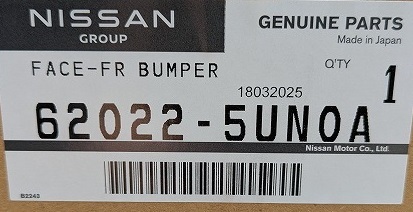 NISSAN
GROUP
GENUINE PARTS
Made in Japan
FACE-FR BUMPER
Q'TY
18032025
1
62022-5UN0A
Nissan Motor Co., Ltd.
B2243